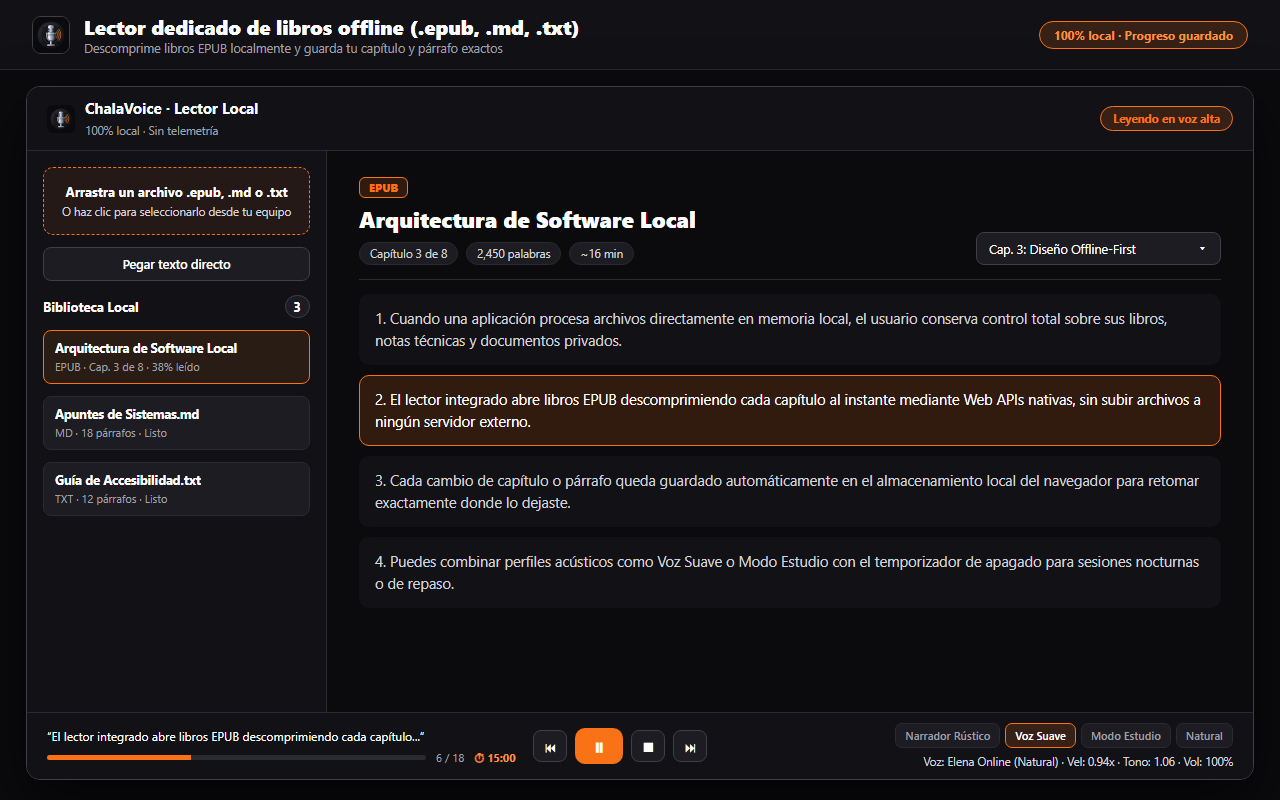 Lector dedicado de libros offline (.epub, .md, .txt)
Descomprime libros EPUB localmente y guarda tu capítulo y párrafo exactos
100% local · Progreso guardado
ChalaVoice · Lector Local
100% local · Sin telemetría
Leyendo en voz alta
Arrastra un archivo .epub, .md o .txt
O haz clic para seleccionarlo desde tu equipo
Pegar texto directo
Biblioteca Local
3
Arquitectura de Software Local
EPUB · Cap. 3 de 8 · 38% leído
Apuntes de Sistemas.md
MD · 18 párrafos · Listo
Guía de Accesibilidad.txt
TXT · 12 párrafos · Listo
EPUB
Arquitectura de Software Local
Capítulo 3 de 8
2,450 palabras
~16 min
Cap. 3: Diseño Offline-First
1. Cuando una aplicación procesa archivos directamente en memoria local, el usuario conserva control total sobre sus libros,
notas técnicas y documentos privados.
2. El lector integrado abre libros EPUB descomprimiendo cada capítulo al instante mediante Web APIs nativas, sin subir archivos a
ningún servidor externo.
3. Cada cambio de capítulo o párrafo queda guardado automáticamente en el almacenamiento local del navegador para retomar
exactamente donde lo dejaste.
4. Puedes combinar perfiles acústicos como Voz Suave o Modo Estudio con el temporizador de apagado para sesiones nocturnas
o de repaso.
“El lector integrado abre libros EPUB descomprimiendo cada capítulo...”
6 / 18
15:00
Narrador Rústico
Voz Suave
Modo Estudio
Natural
Voz: Elena Online (Natural) · Vel: 0.94x · Tono: 1.06 · Vol: 100%